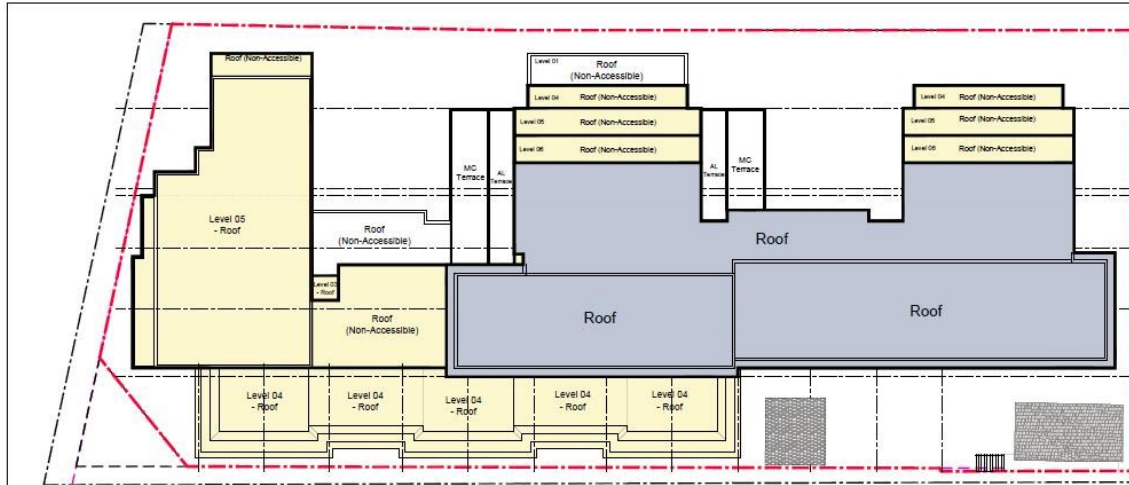 Roof (Non-Accessible)
Level 01
Roof
(Non-Accessible)
Level 04
Roof (Non-Accessible)
Level 04
Roof (Non-Accessible)
Level 05
Roof (Non-Accessible)
Level 05
Roof (Non-Accessible)
Level 06
Roof (Non-Accessible)
Level 06
Roof (Non-Accessible)
MC
Terrace
AL
Terrace
AL
Terrace
MC
Terrace
Level 05
- Roof
Roof
(Non-Accessible)
Roof
Level 03
- Roof
Roof
(Non-Accessible)
Roof
Roof
Level 04
- Roof
Level 04
- Roof
Level 04
- Roof
Level 04
- Roof
Level 04
- Roof